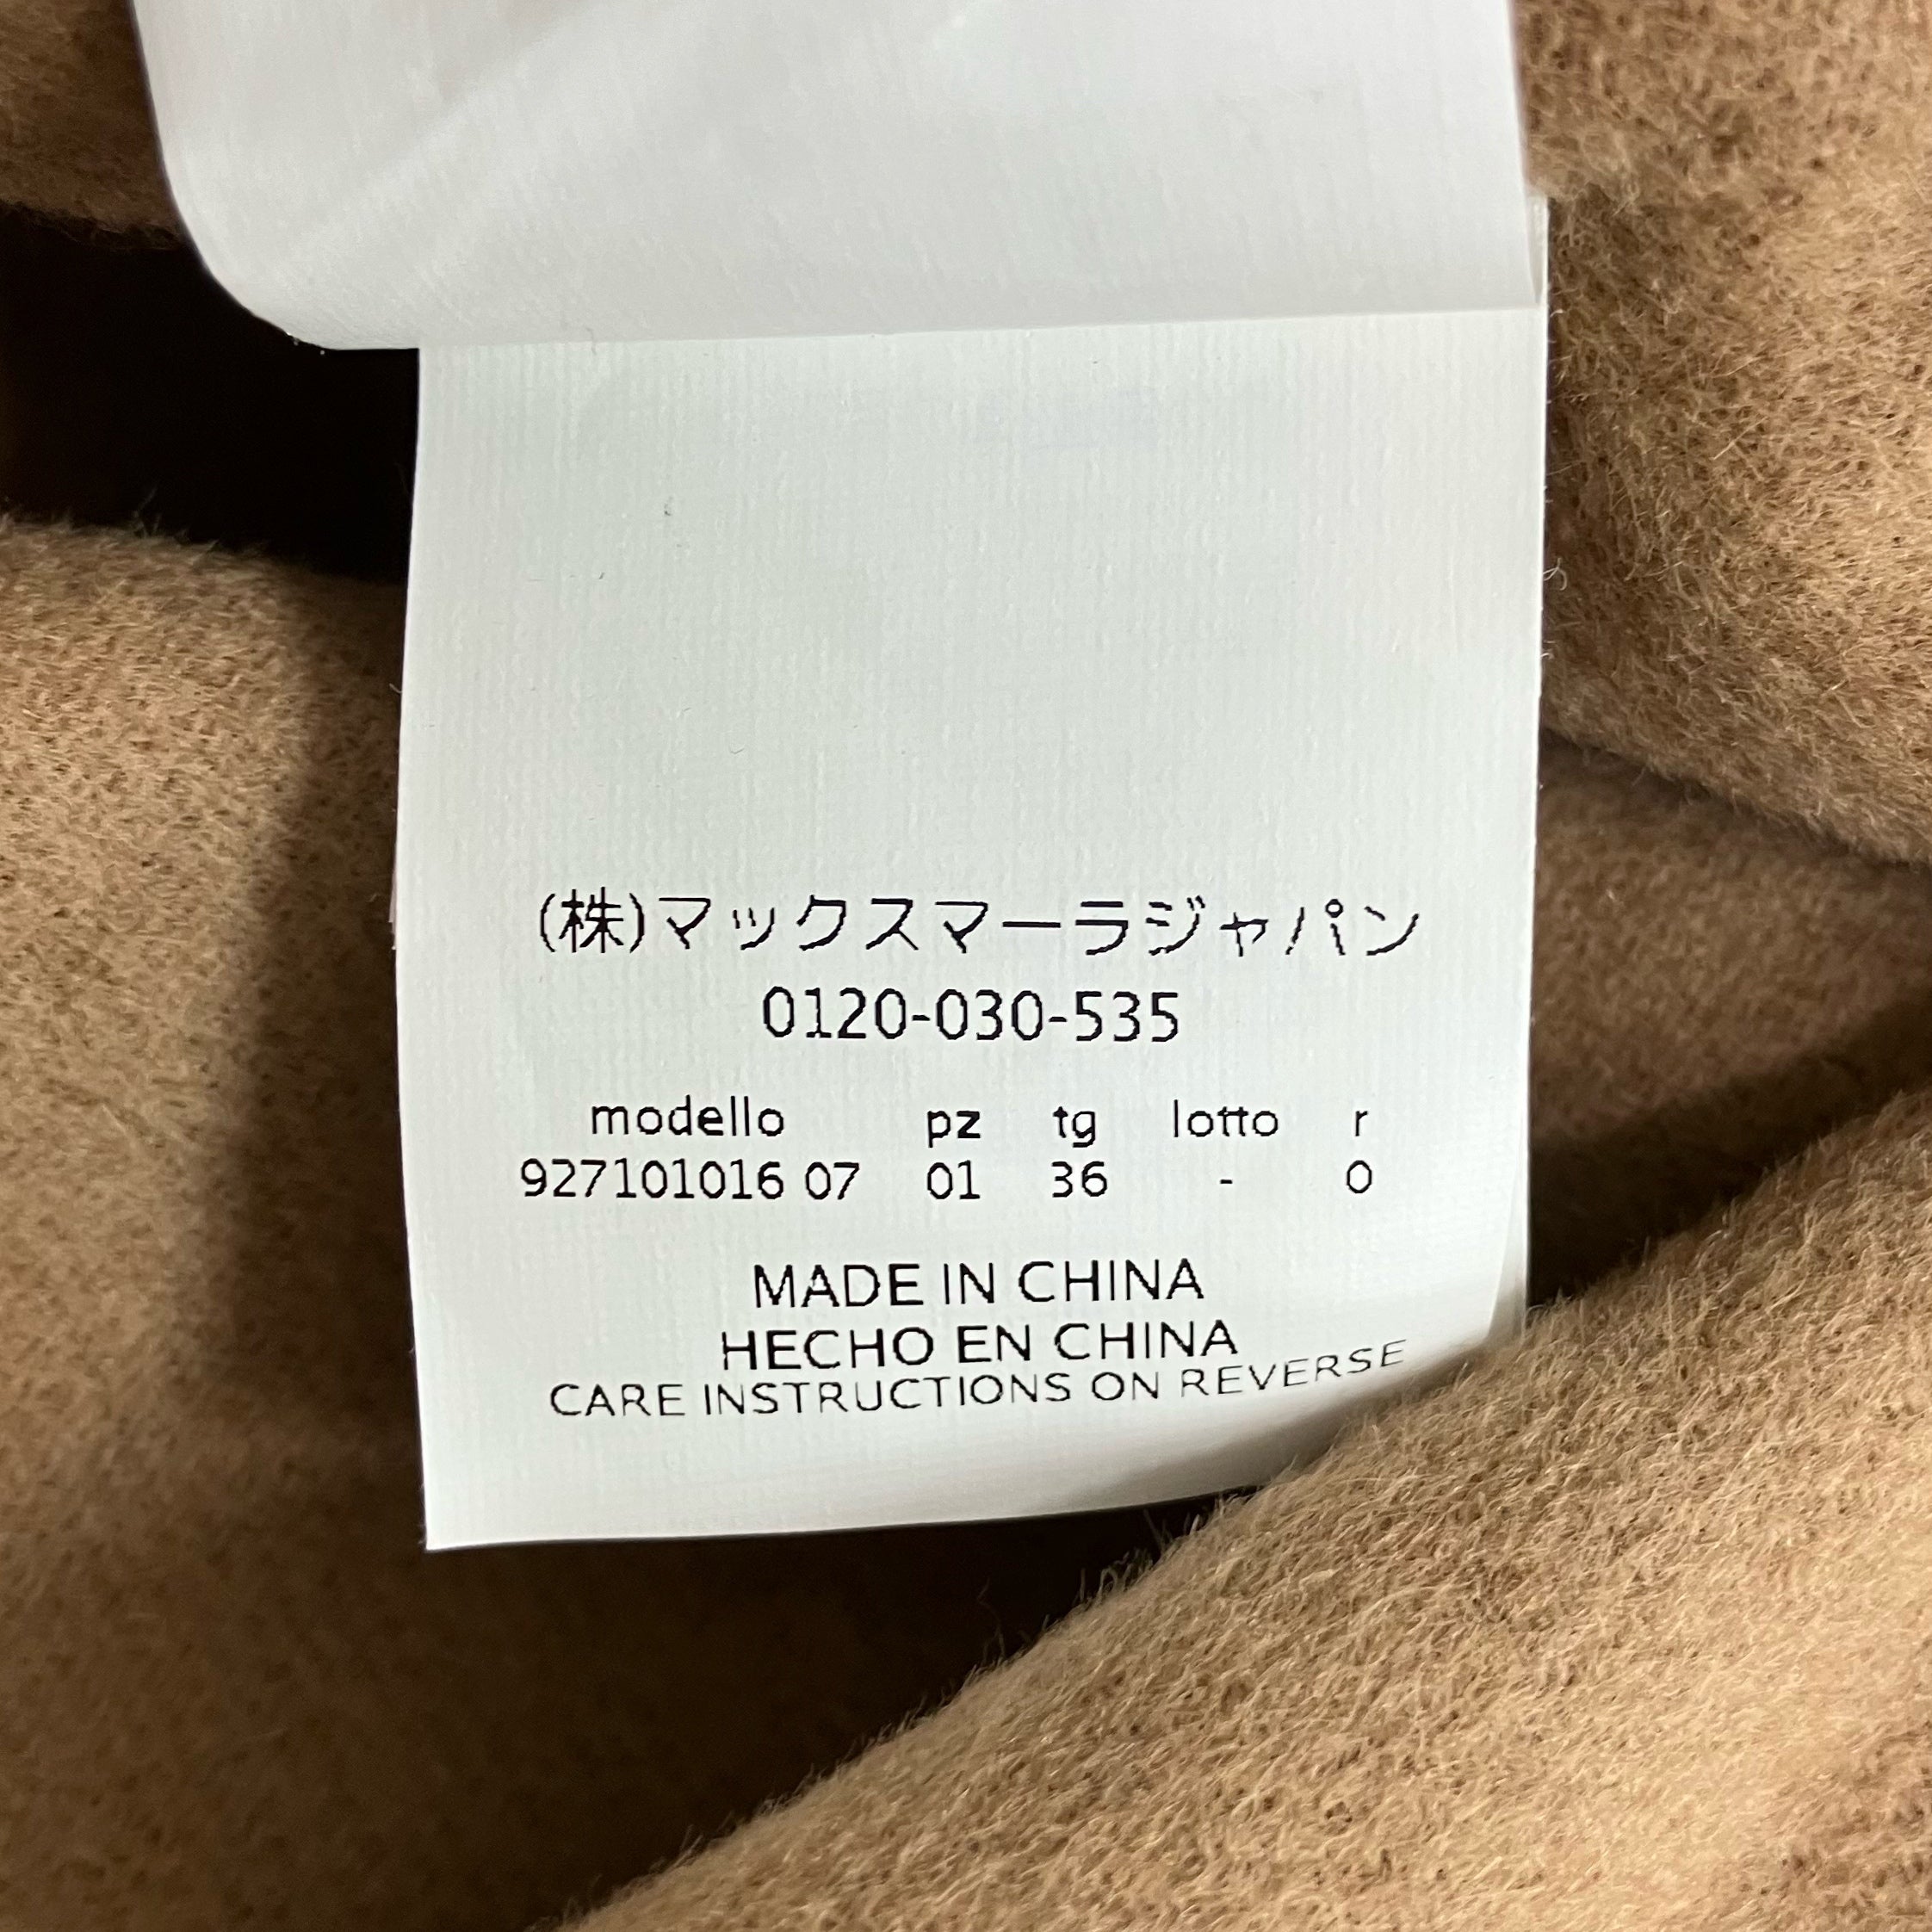 (株)マックスマーラジャパン
0120-030-535
modello pz tg lotto r
927101016 07 01 36 - 0
MADE IN CHINA
HECHO EN CHINA
CARE INSTRUCTIONS ON REVERSE